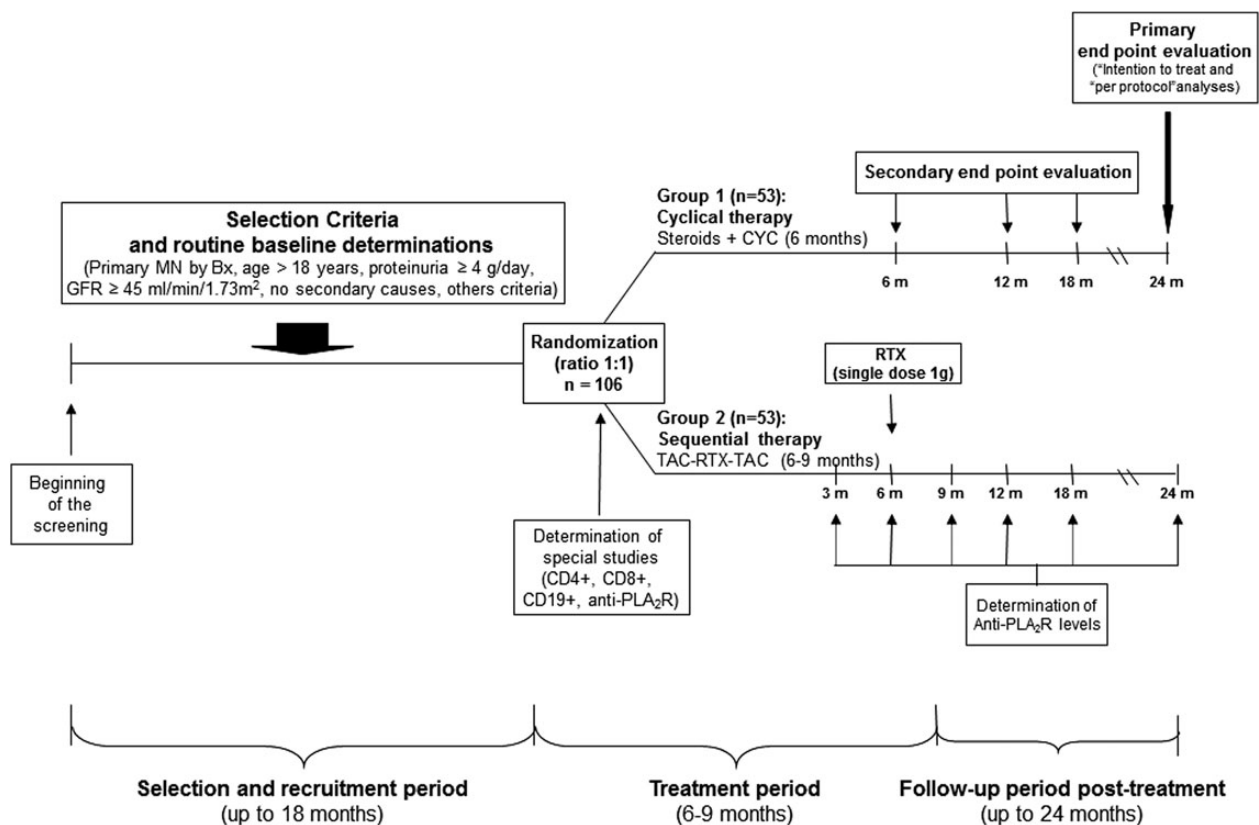 Primary
end point evaluation
("Intention to treat and
"per protocol"analyses)
Secondary end point evaluation
Group 1 (n=53):
Cyclical therapy
Steroids + CYC (6 months)
6 m
12 m
18 m
24 m
Selection Criteria
and routine baseline determinations
(Primary MN by Bx, age > 18 years, proteinuria ≥ 4 g/day,
GFR ≥ 45 ml/min/1.73m², no secondary causes, others criteria)
Randomization
(ratio 1:1)
n = 106
RTX
(single dose 1g)
Group 2 (n=53):
Sequential therapy
TAC-RTX-TAC (6-9 months)
3 m
6 m
9 m
12 m
18 m
24 m
Beginning
of the
screening
Determination of
special studies
(CD4+, CD8+,
CD19+, anti-PLA₂R)
Determination of
Anti-PLA₂R levels
Selection and recruitment period
(up to 18 months)
Treatment period
(6-9 months)
Follow-up period post-treatment
(up to 24 months)